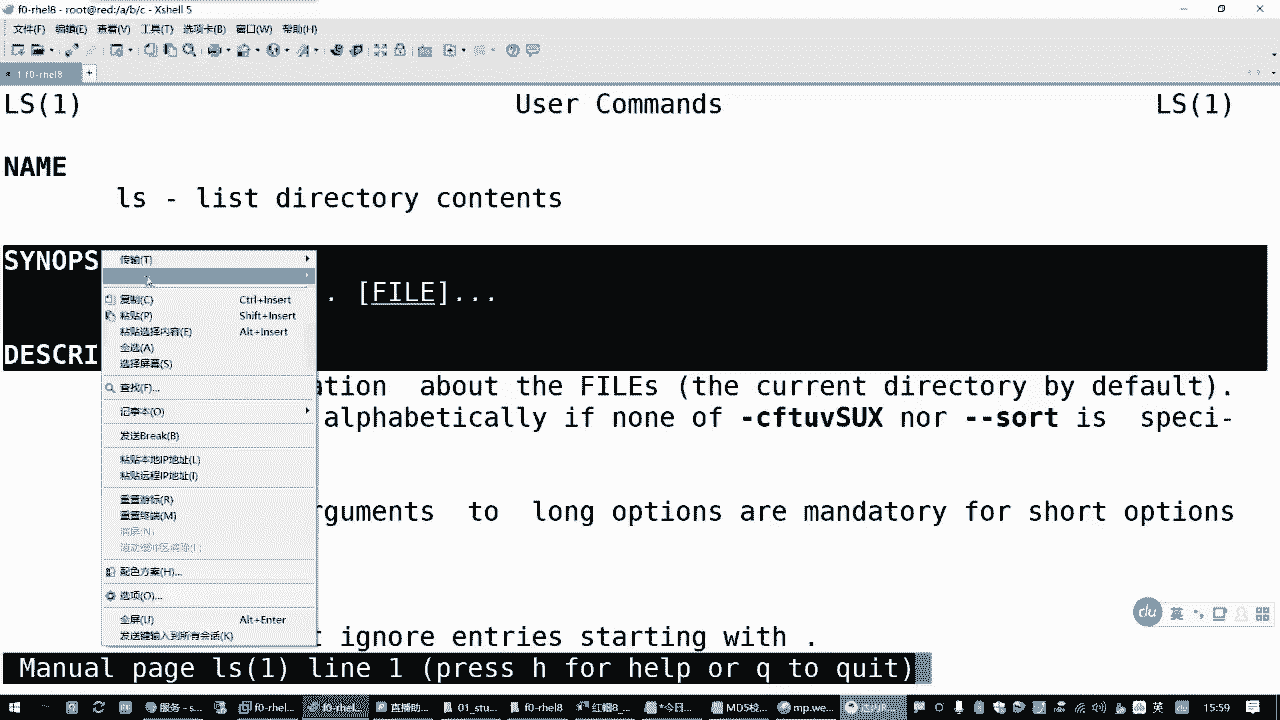 f0-rhel8 - root@red:/a/b/c - Xshell 5
文件(F) 编辑(E) 查看(V) 工具(T) 选项卡(B) 窗口(W) 帮助(H)
1 f0-rhel8
LS(1) User Commands LS(1)
NAME
ls - list directory contents
SYNOPS
. [FILE]...
DESCRI
ation about the FILEs (the current directory by default).
alphabetically if none of -cftuvSUX nor --sort is speci-
rguments to long options are mandatory for short options
t ignore entries starting with .
Manual page ls(1) line 1 (press h for help or q to quit)
传输(T)
复制(C) Ctrl+Insert
粘贴(P) Shift+Insert
粘贴选择内容(E) Alt+Insert
全选(A)
选择屏幕(S)
查找(F)...
记事本(O)
发送Break(B)
粘贴本地IP地址(L)
粘贴远程IP地址(I)
重置游标(R)
重置终端(M)
清屏(N)
配色方案(H)...
选项(O)...
全屏(U) Alt+Enter
发送键输入到所有会话(K)
du 英
服务 - s... f0-rhel... f0-rhel... 直播助... 01_stu... f0-rhel8 红帽8_... *今日... MD5校... mp.we... 英 du 15:59